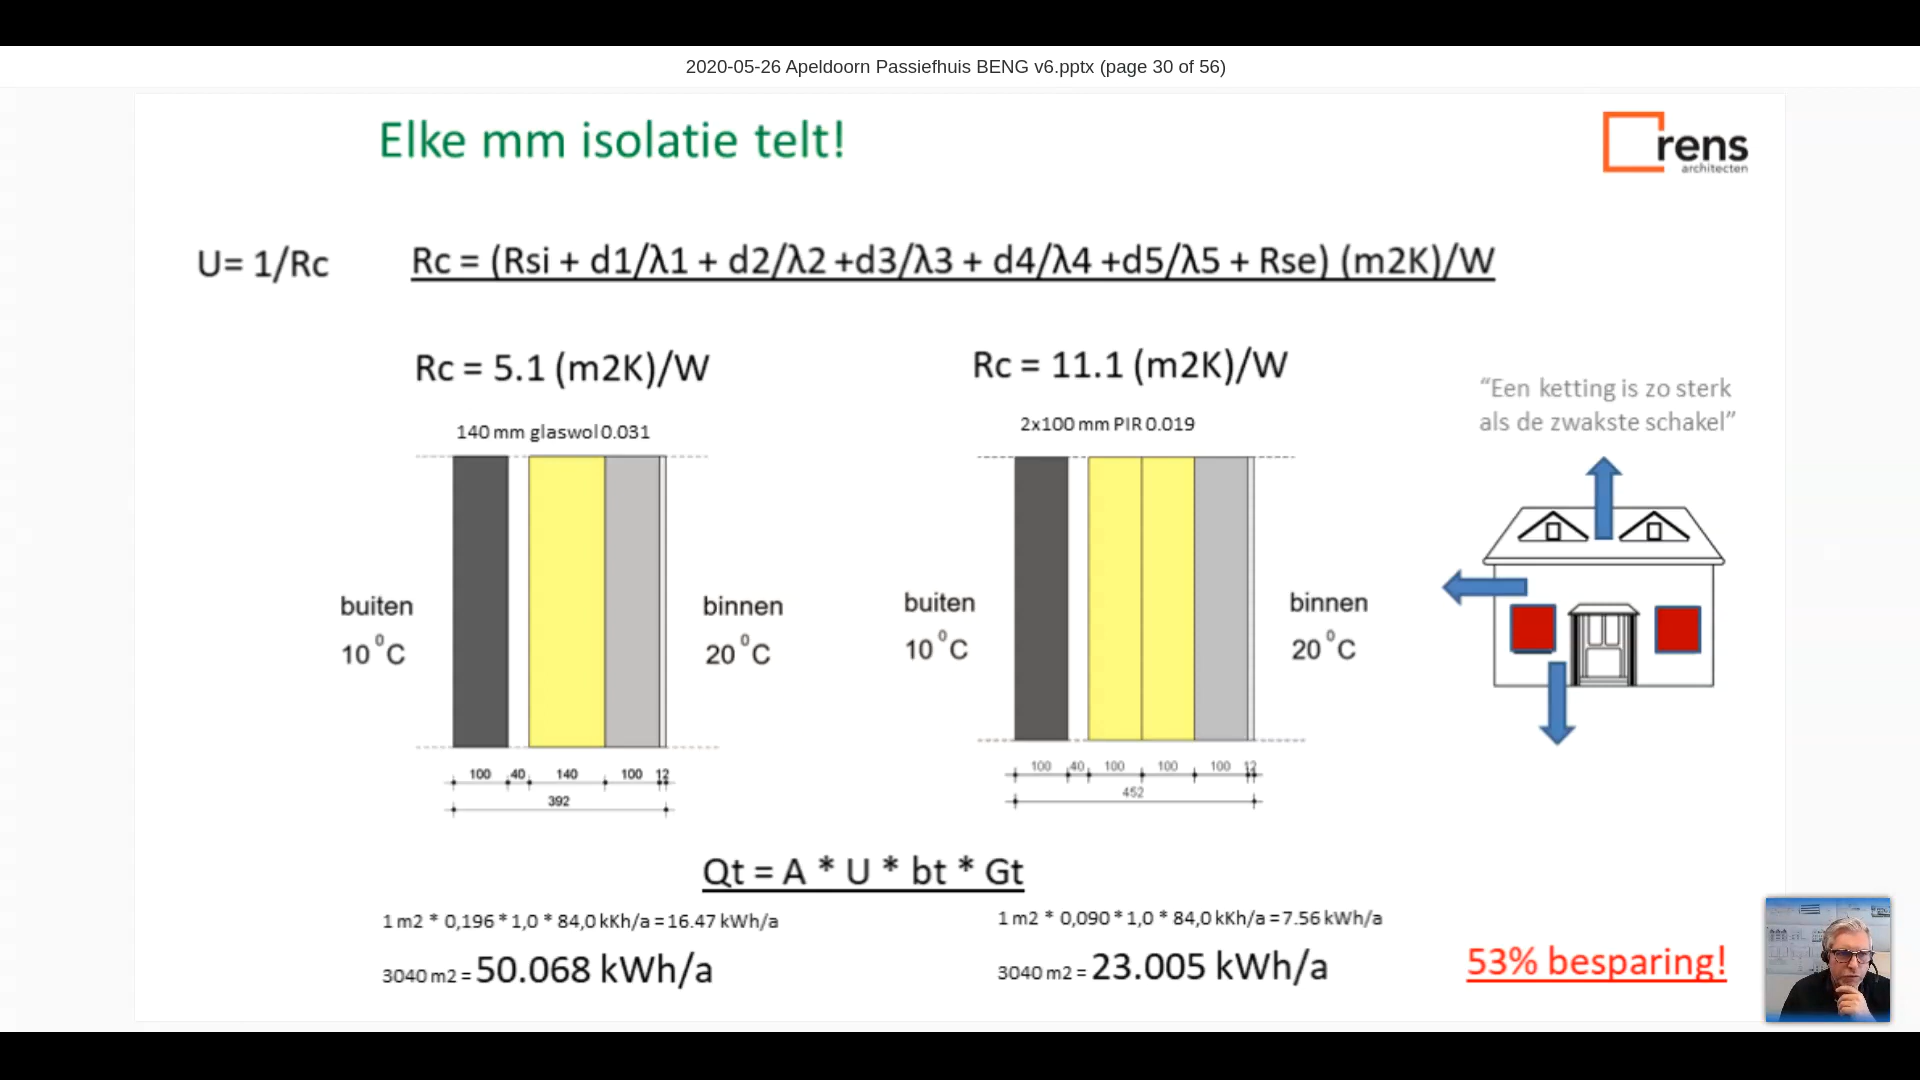 2020-05-26 Apeldoorn Passiefhuis BENG v6.pptx (page 30 of 56)
Elke mm isolatie telt!
rens
architecten
U= 1/Rc
Rc = (Rsi + d1/λ1 + d2/λ2 +d3/λ3 + d4/λ4 +d5/λ5 + Rse) (m2K)/W
Rc = 5.1 (m2K)/W
Rc = 11.1 (m2K)/W
140 mm glaswol 0.031
2x100 mm PIR 0.019
"Een ketting is zo sterk
als de zwakste schakel"
buiten
10 °C
binnen
20 °C
buiten
10 °C
binnen
20 °C
100 40 140 100 12
392
100 40 100 100 100 12
452
Qt = A * U * bt * Gt
1 m2 * 0,196 * 1,0 * 84,0 kKh/a = 16.47 kWh/a
3040 m2 = 50.068 kWh/a
1 m2 * 0,090 * 1,0 * 84,0 kKh/a = 7.56 kWh/a
3040 m2 = 23.005 kWh/a
53% besparing!